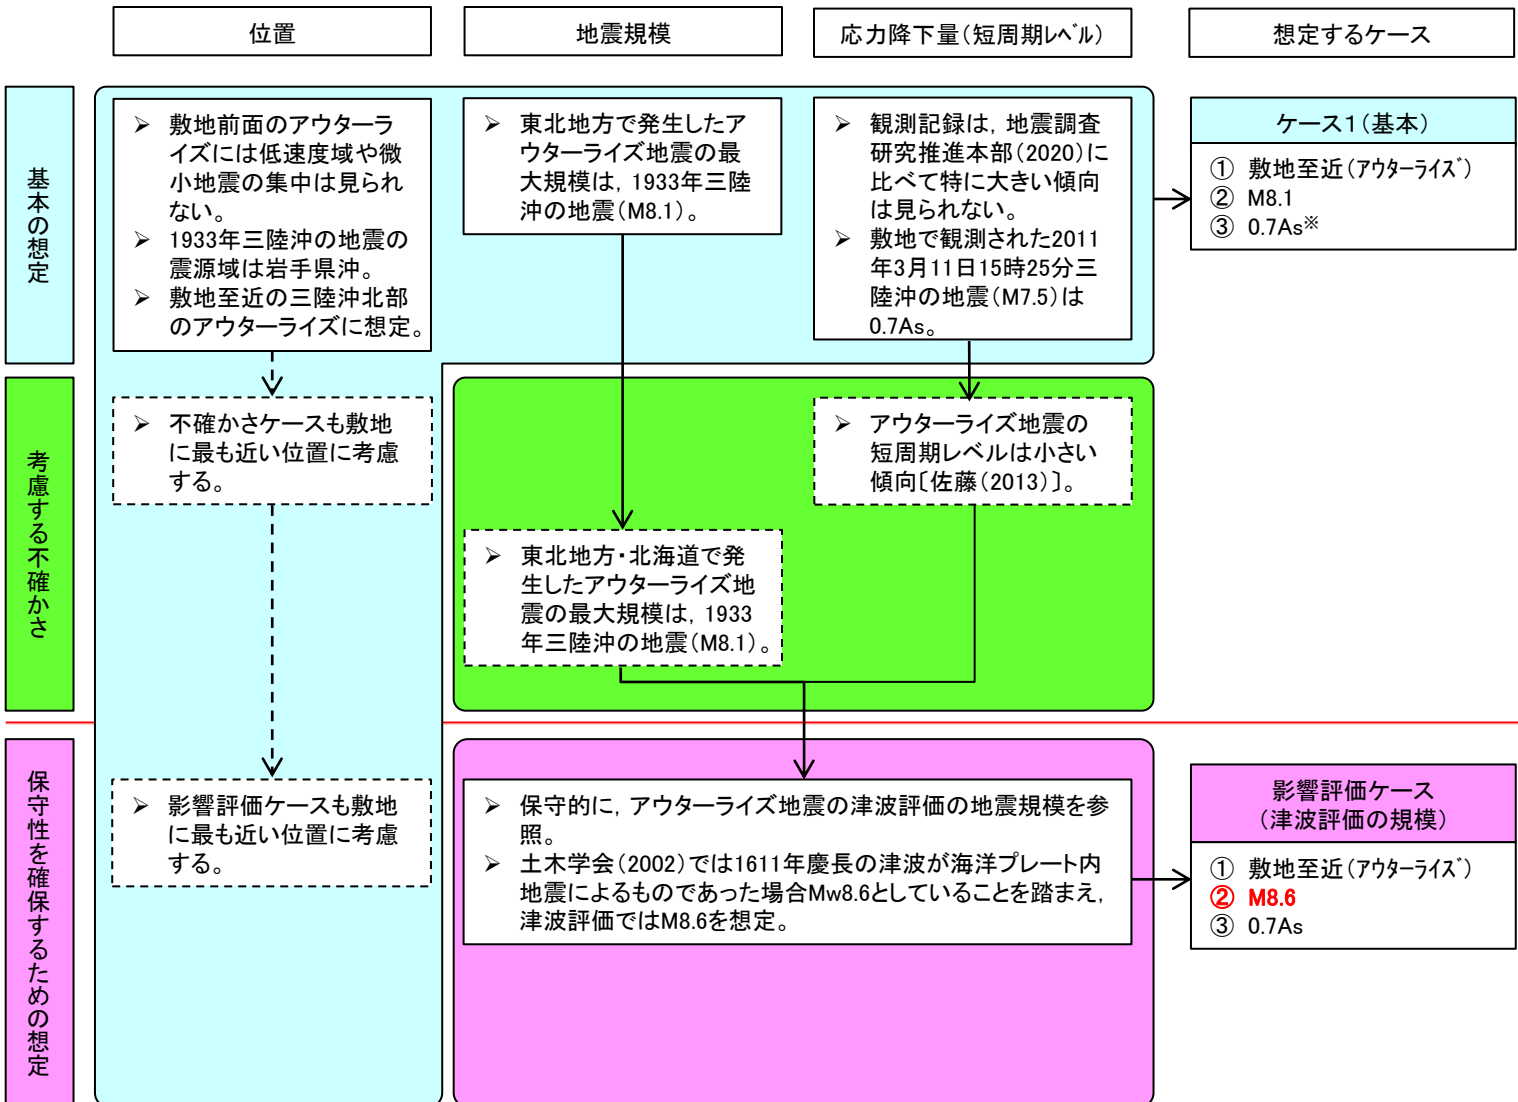 位置
地震規模
応力降下量(短周期レベル)
想定するケース
基本の想定
➢ 敷地前面のアウターラ
イズには低速度域や微
小地震の集中は見られ
ない。
➢ 1933年三陸沖の地震の
震源域は岩手県沖。
➢ 敷地至近の三陸沖北部
のアウターライズに想定。
➢ 東北地方で発生したア
ウターライズ地震の最
大規模は，1933年三陸
沖の地震(M8.1)。
➢ 観測記録は，地震調査
研究推進本部(2020)に
比べて特に大きい傾向
は見られない。
➢ 敷地で観測された2011
年3月11日15時25分三
陸沖の地震(M7.5)は
0.7As。
ケース1(基本)
① 敷地至近(アウターライズ)
② M8.1
③ 0.7As※
考慮する不確かさ
➢ 不確かさケースも敷地
に最も近い位置に考慮
する。
➢ アウターライズ地震の
短周期レベルは小さい
傾向〔佐藤(2013)〕。
➢ 東北地方・北海道で発
生したアウターライズ地
震の最大規模は，1933
年三陸沖の地震(M8.1)。
保守性を確保するための想定
➢ 影響評価ケースも敷地
に最も近い位置に考慮
する。
➢ 保守的に，アウターライズ地震の津波評価の地震規模を参
照。
➢ 土木学会(2002)では1611年慶長の津波が海洋プレート内
地震によるものであった場合Mw8.6としていることを踏まえ，
津波評価ではM8.6を想定。
影響評価ケース
(津波評価の規模)
① 敷地至近(アウターライズ)
② M8.6
③ 0.7As